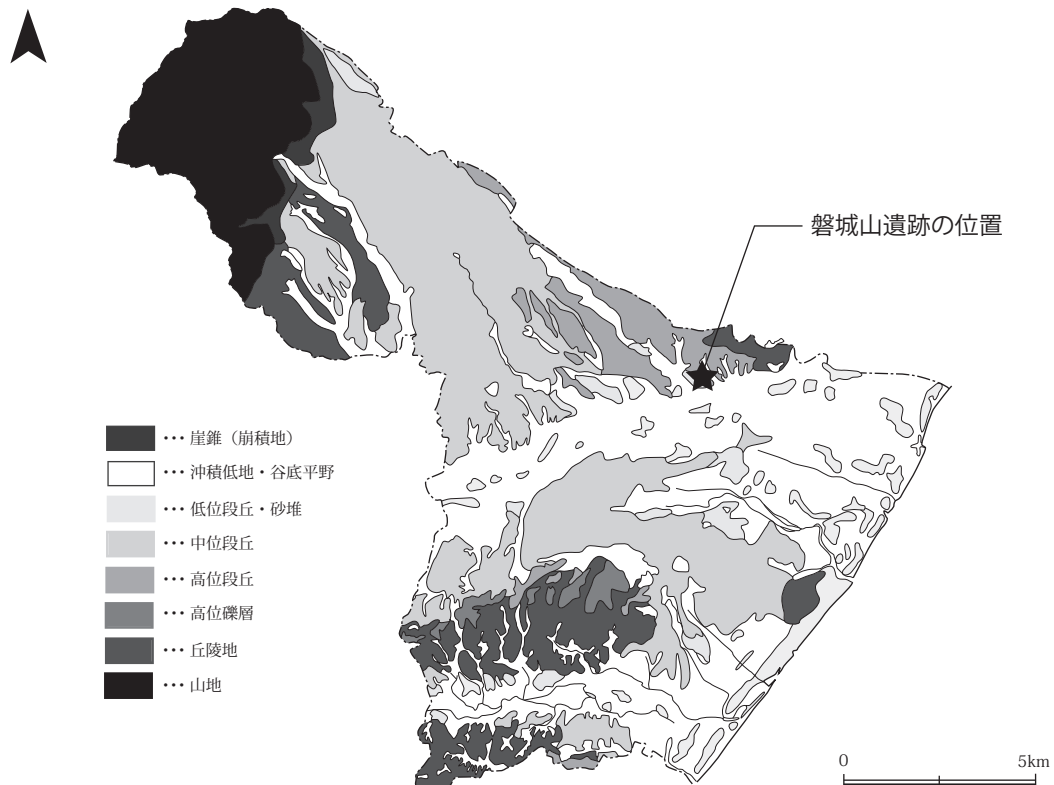 磐城山遺跡の位置
･･･ 崖錐（崩積地）
･･･ 沖積低地・谷底平野
･･･ 低位段丘・砂堆
･･･ 中位段丘
･･･ 高位段丘
･･･ 高位礫層
･･･ 丘陵地
･･･ 山地
0 5km